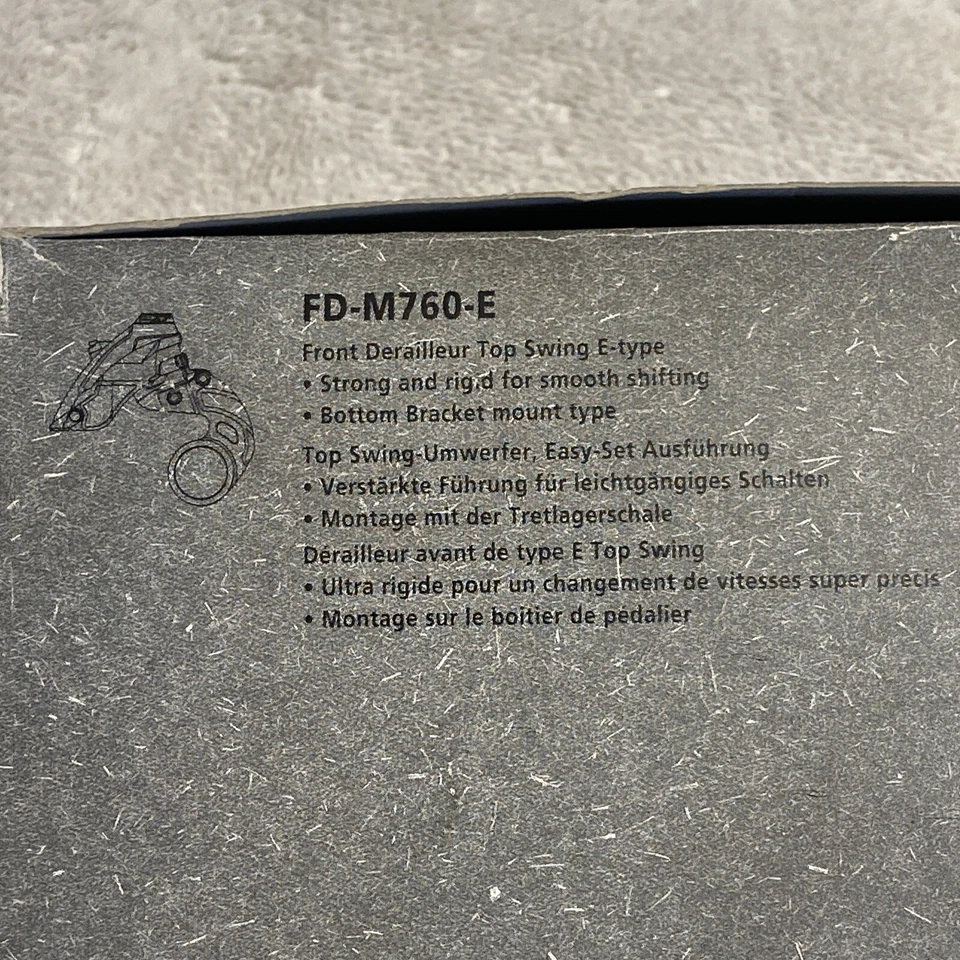 FD-M760-E
Front Derailleur Top Swing E-type
• Strong and rigid for smooth shifting
• Bottom Bracket mount type
Top Swing-Umwerfer, Easy-Set Ausführung
• Verstärkte Führung für leichtgängiges Schalten
• Montage mit der Tretlagerschale
Dérailleur avant de type E Top Swing
• Ultra rigide pour un changement de vitesses super précis
• Montage sur le boîtier de pédalier